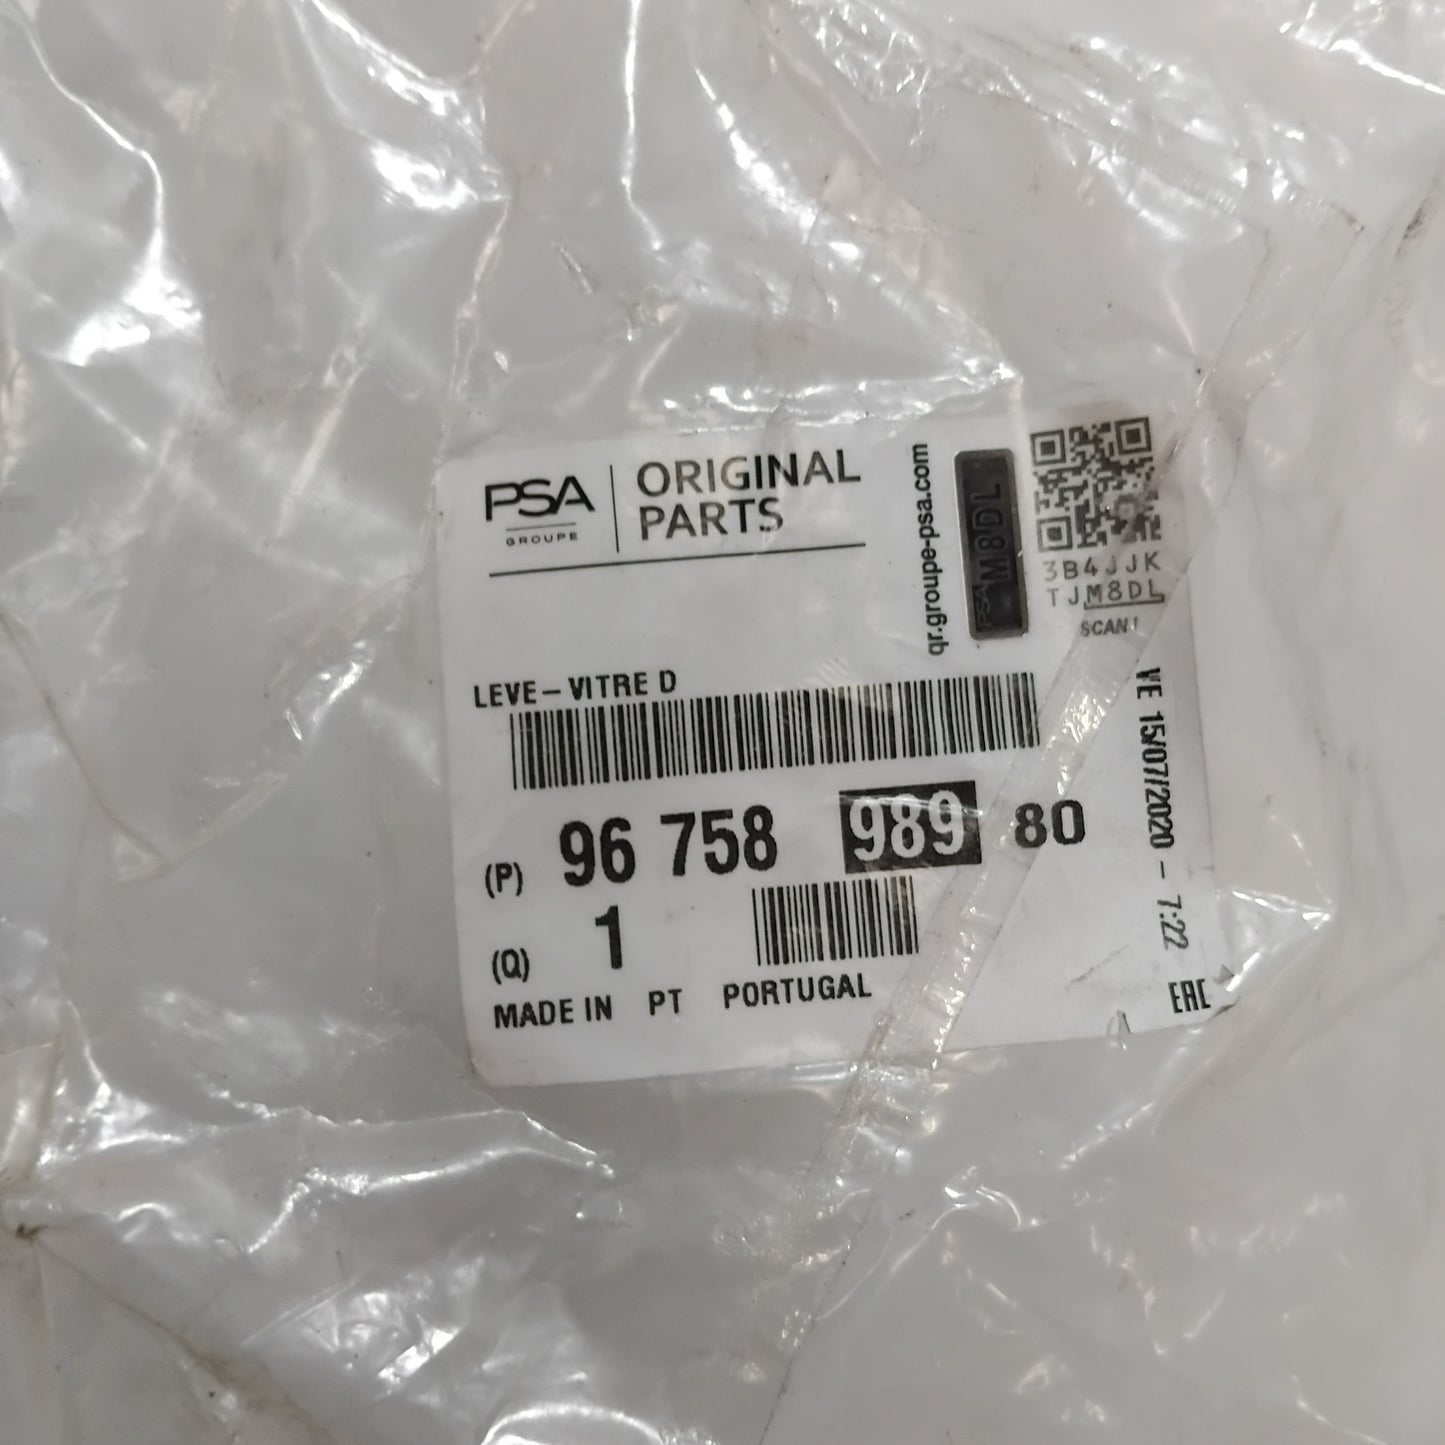 PSA
GROUPE
ORIGINAL
PARTS
qr.groupe-psa.com
PSA M8DL
3B4JJK
TJM8DL
SCAN!
LEVE-VITRE D
(P) 96 758 989 80
(Q) 1
MADE IN PT PORTUGAL
VE 15/07/2020 - 7:22
EAC